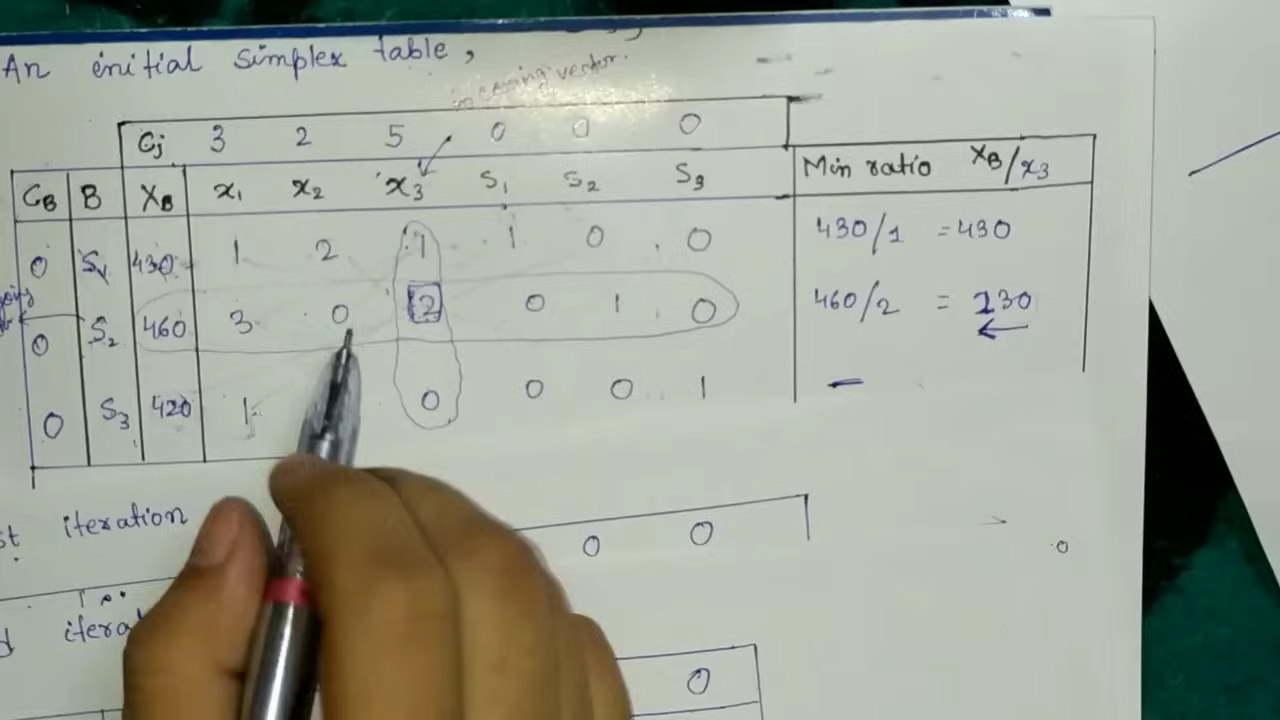 An initial simplex table,
incoming vector.
Cj 3 2 5 0 0 0
CB B XB x1 x2 x3 S1 S2 S3 Min ratio XB/x3
0 S1 430 1 2 1 1 0 0 430/1 = 430
0 S2 460 3 0 2 0 1 0 460/2 = 230
0 S3 420 1 0 0 0 1 –
iteration
0 0
0
0